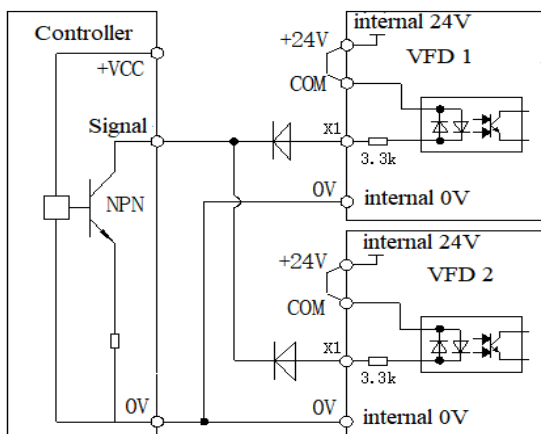 Controller
+VCC
Signal
NPN
0V
internal 24V
+24V
VFD 1
COM
X1
3.3k
0V
internal 0V
internal 24V
+24V
VFD 2
COM
X1
3.3k
0V
internal 0V